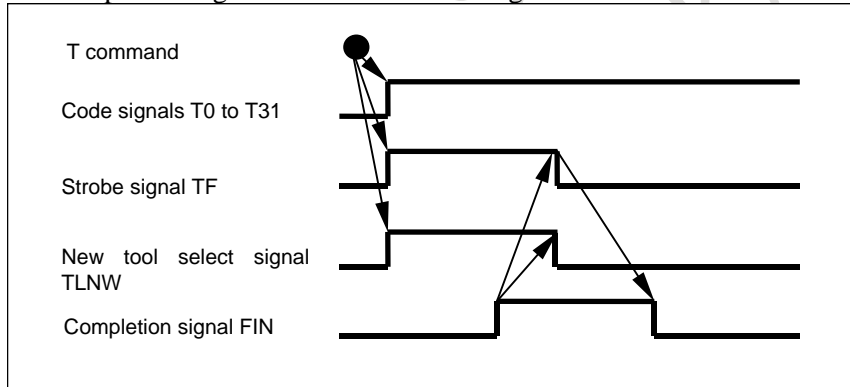 T command
Code signals T0 to T31
Strobe signal TF
New tool select signal
TLNW
Completion signal FIN